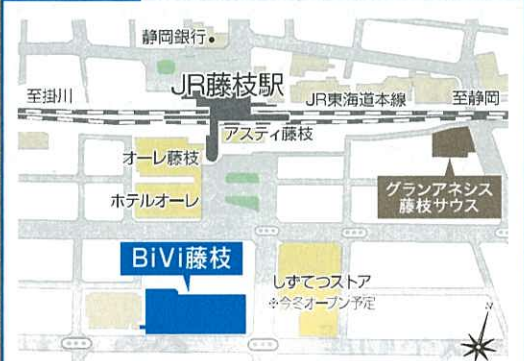 静岡銀行
JR藤枝駅
至掛川
JR東海道本線
至静岡
アスティ藤枝
オーレ藤枝
ホテルオーレ
グランアネシス
藤枝サウス
BiVi藤枝
しずてつストア
※今冬オープン予定
N